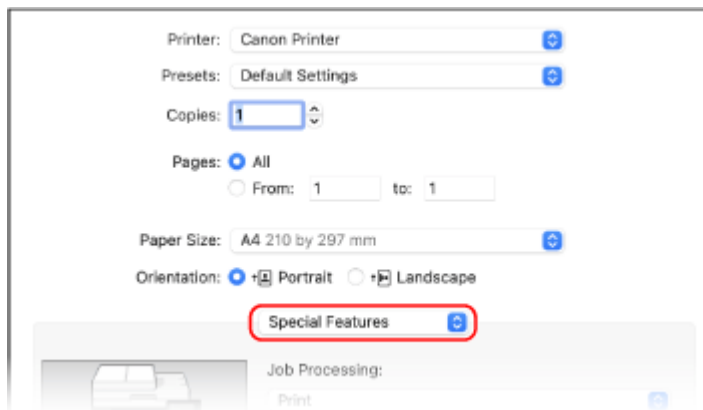 Printer: Canon Printer
Presets: Default Settings
Copies: 1
Pages: All
From: 1 to: 1
Paper Size: A4 210 by 297 mm
Orientation: Portrait Landscape
Special Features
Job Processing:
Print